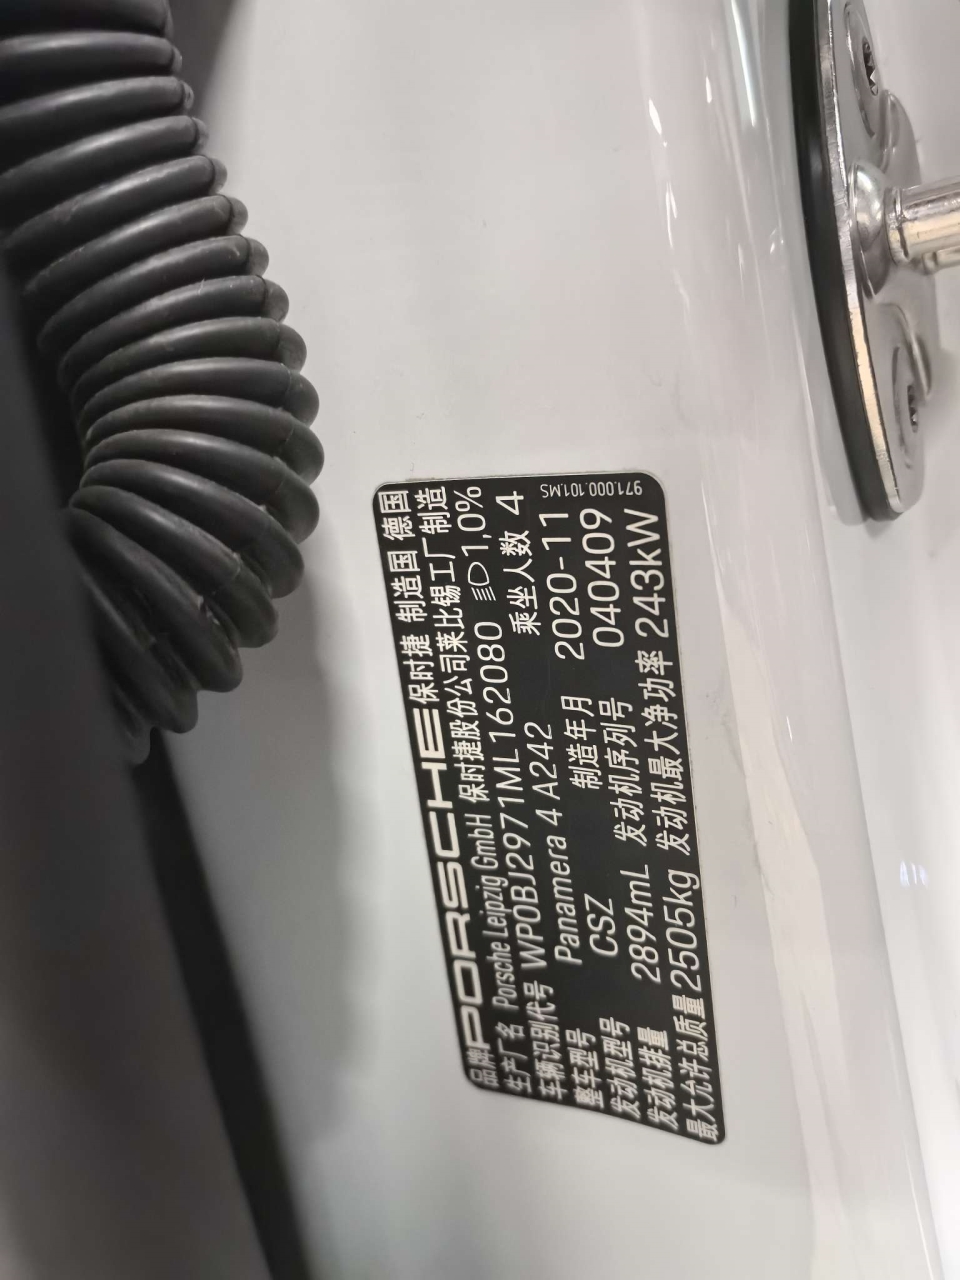 品牌 PORSCHE 保时捷 制造国 德国
生产厂名 Porsche Leipzig GmbH 保时捷股份公司莱比锡工厂 制造
车辆识别代号 WP0BJ2971ML162080 1,0%
整车型号 Panamera 4 A242 乘坐人数 4
发动机型号 CSZ 制造年月 2020-11
发动机排量 2894mL 发动机序列号 040409
最大允许总质量 2505kg 发动机最大净功率 243kW
971.000.101.MS